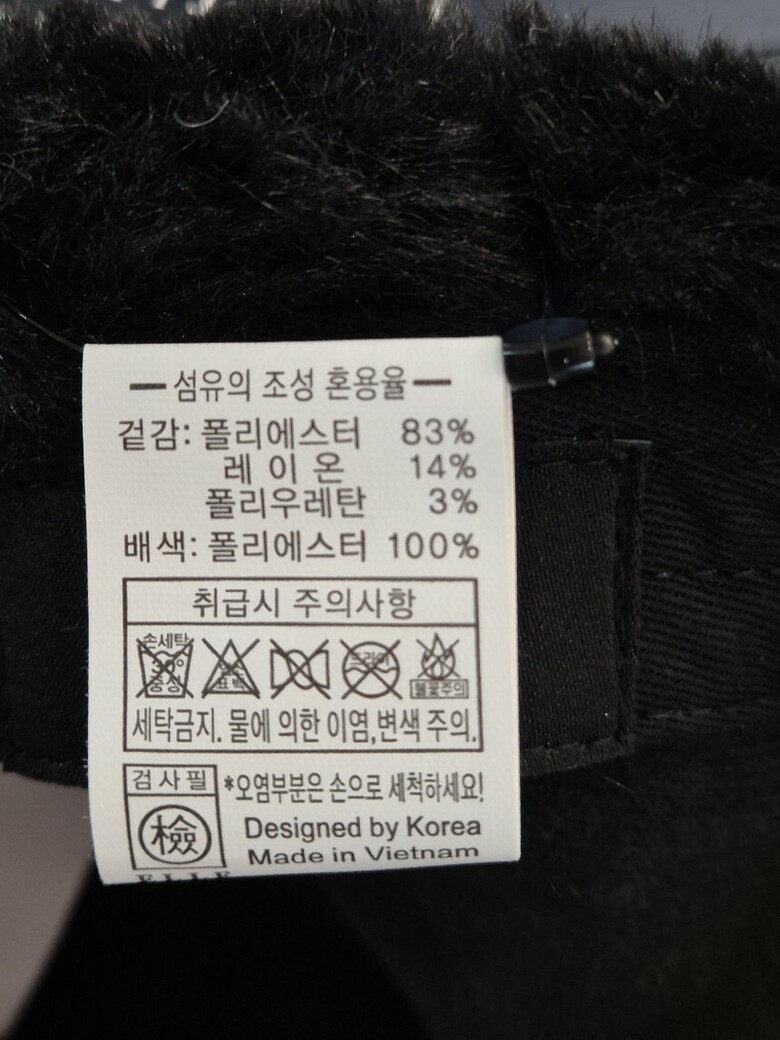 섬유의 조성 혼용율
겉감: 폴리에스터 83%
레 이 온 14%
폴리우레탄 3%
배색: 폴리에스터 100%
취급시 주의사항
손세탁 30° 중성
표백
드라이
불꽃주의
세탁금지. 물에 의한 이염,변색 주의.
검사필
檢
*오염부분은 손으로 세척하세요!
Designed by Korea
Made in Vietnam
ELLE